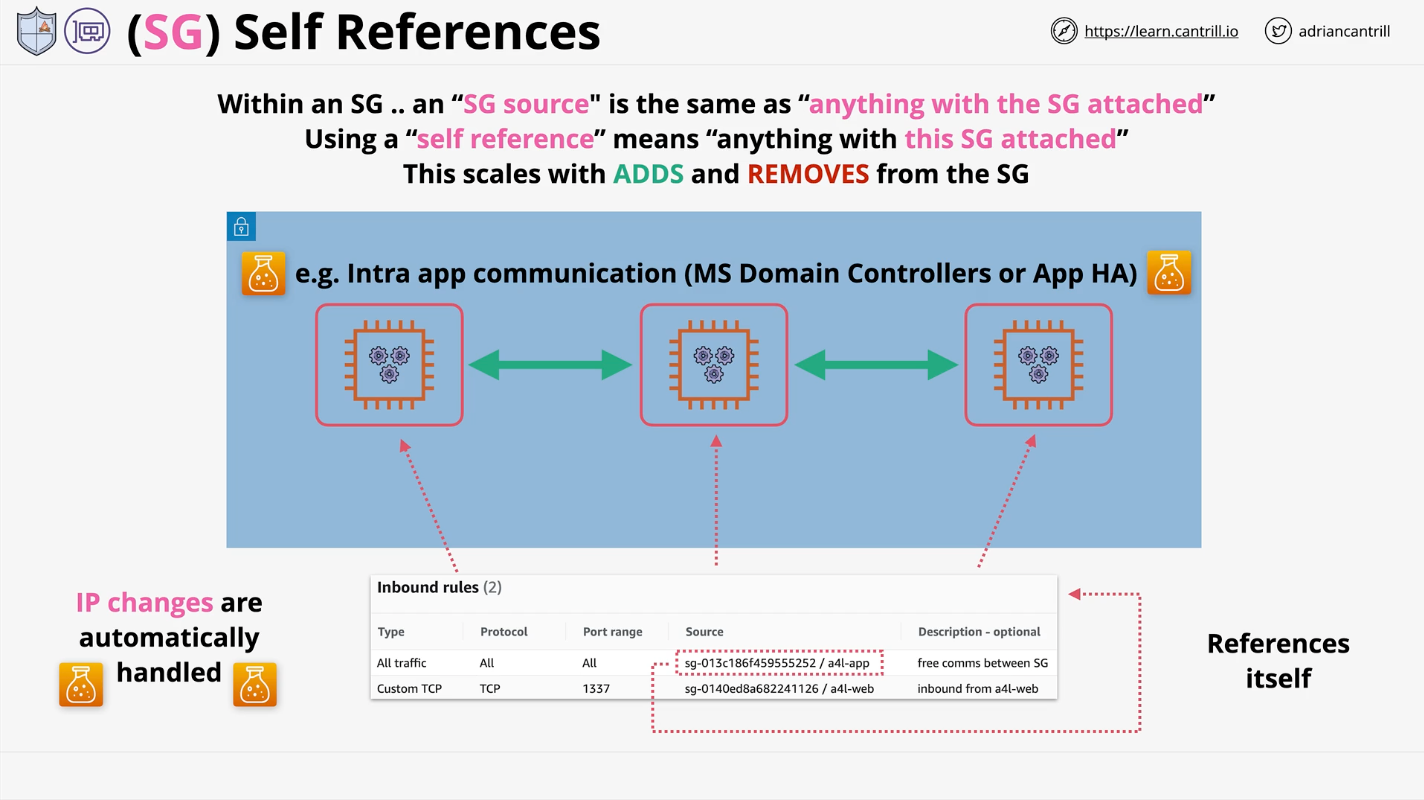 (SG) Self References
https://learn.cantrill.io
adriancantrill
Within an SG .. an “SG source" is the same as “anything with the SG attached”
Using a “self reference” means “anything with this SG attached”
This scales with ADDS and REMOVES from the SG
e.g. Intra app communication (MS Domain Controllers or App HA)
IP changes are
automatically
handled
Inbound rules (2)
Type Protocol Port range Source Description - optional
All traffic All All sg-013c186f459555252 / a4l-app free comms between SG
Custom TCP TCP 1337 sg-0140ed8a682241126 / a4l-web inbound from a4l-web
References
itself